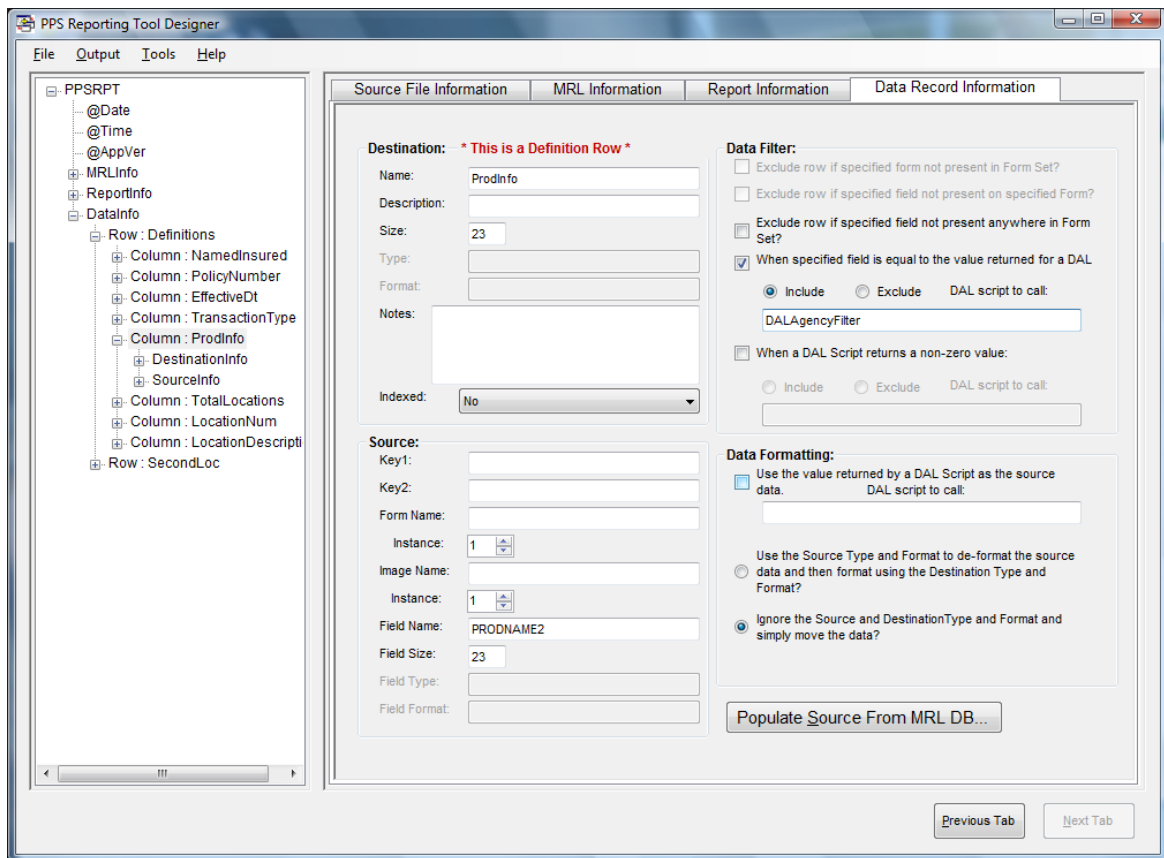 PPS Reporting Tool Designer
File Output Tools Help
PPSRPT
@Date
@Time
@AppVer
MRLInfo
ReportInfo
DataInfo
Row : Definitions
Column : NamedInsured
Column : PolicyNumber
Column : EffectiveDt
Column : TransactionType
Column : ProdInfo
DestinationInfo
SourceInfo
Column : TotalLocations
Column : LocationNum
Column : LocationDescripti
Row : SecondLoc
Source File Information
MRL Information
Report Information
Data Record Information
Destination: * This is a Definition Row *
Name: ProdInfo
Description:
Size: 23
Type:
Format:
Notes:
Indexed: No
Source:
Key1:
Key2:
Form Name:
Instance: 1
Image Name:
Instance: 1
Field Name: PRODNAME2
Field Size: 23
Field Type:
Field Format:
Data Filter:
Exclude row if specified form not present in Form Set?
Exclude row if specified field not present on specified Form?
Exclude row if specified field not present anywhere in Form
Set?
When specified field is equal to the value returned for a DAL
Include Exclude DAL script to call:
DALAgencyFilter
When a DAL Script returns a non-zero value:
Include Exclude DAL script to call:
Data Formatting:
Use the value returned by a DAL Script as the source
data. DAL script to call:
Use the Source Type and Format to de-format the source
data and then format using the Destination Type and
Format?
Ignore the Source and DestinationType and Format and
simply move the data?
Populate Source From MRL DB...
Previous Tab
Next Tab